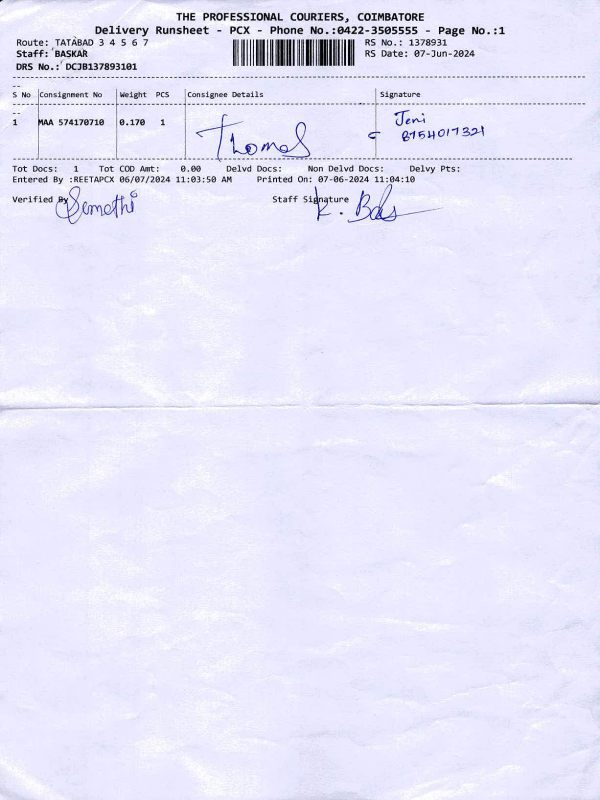 THE PROFESSIONAL COURIERS, COIMBATORE
Delivery Runsheet - PCX - Phone No.:0422-3505555 - Page No.:1
Route: TATABAD 3 4 5 6 7 RS No.: 1378931
Staff: BASKAR RS Date: 07-Jun-2024
DRS No.: DCJB137893101
S No Consignment No Weight PCS Consignee Details Signature
1 MAA 574170710 0.170 1 Thomas Jeni
8754017321
Tot Docs: 1 Tot COD Amt: 0.00 Delvd Docs: Non Delvd Docs: Delvy Pts:
Entered By :REETAPCX 06/07/2024 11:03:50 AM Printed On: 07-06-2024 11:04:10
Verified By Staff Signature K.